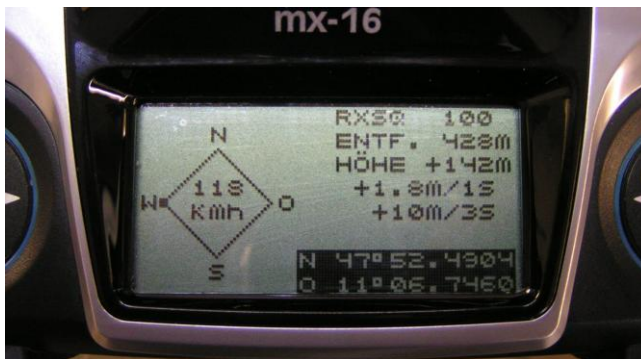 mx-16
N
W O
118
Kmh
S
RXSQ 100
ENTF. 428m
HÖHE +142m
+1.8m/1S
+10m/3S
N 47°52.4904
O 11°06.7460